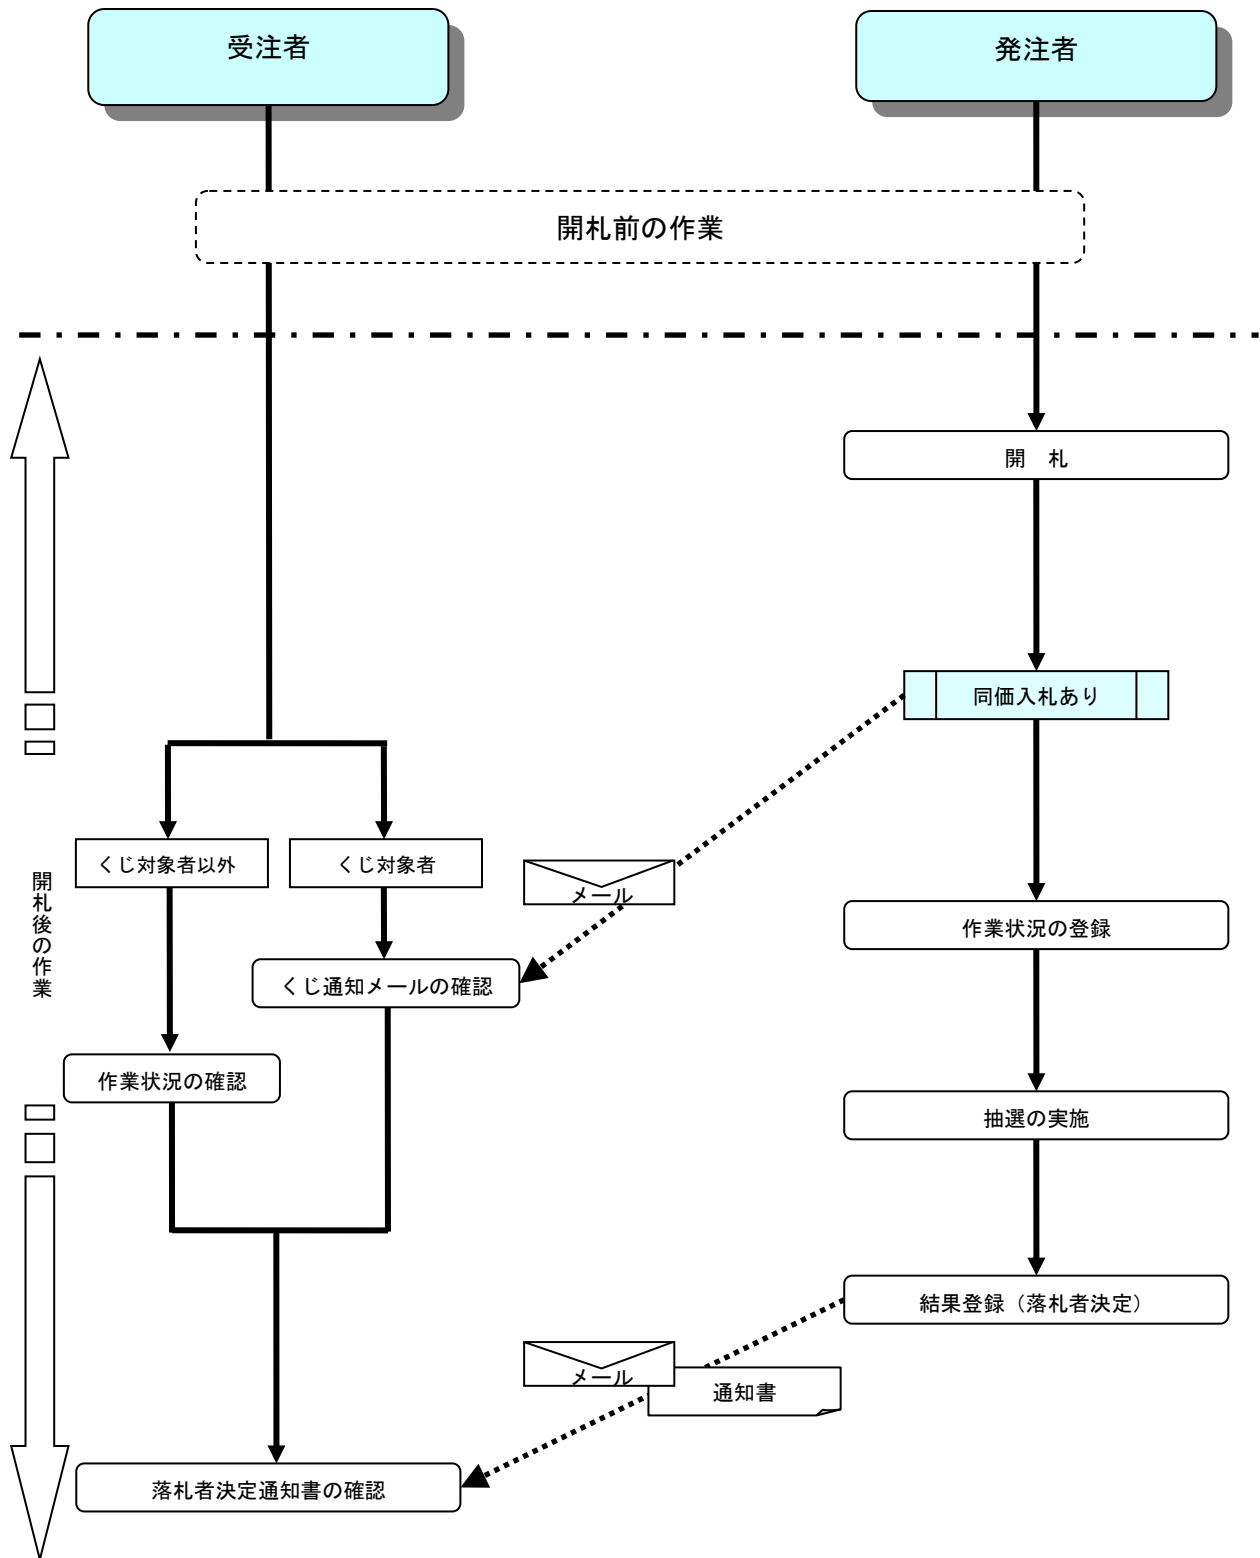 受注者
発注者
開札前の作業
開　札
同価入札あり
くじ対象者以外
くじ対象者
メール
開札後の作業
作業状況の登録
くじ通知メールの確認
作業状況の確認
抽選の実施
結果登録（落札者決定）
メール
通知書
落札者決定通知書の確認